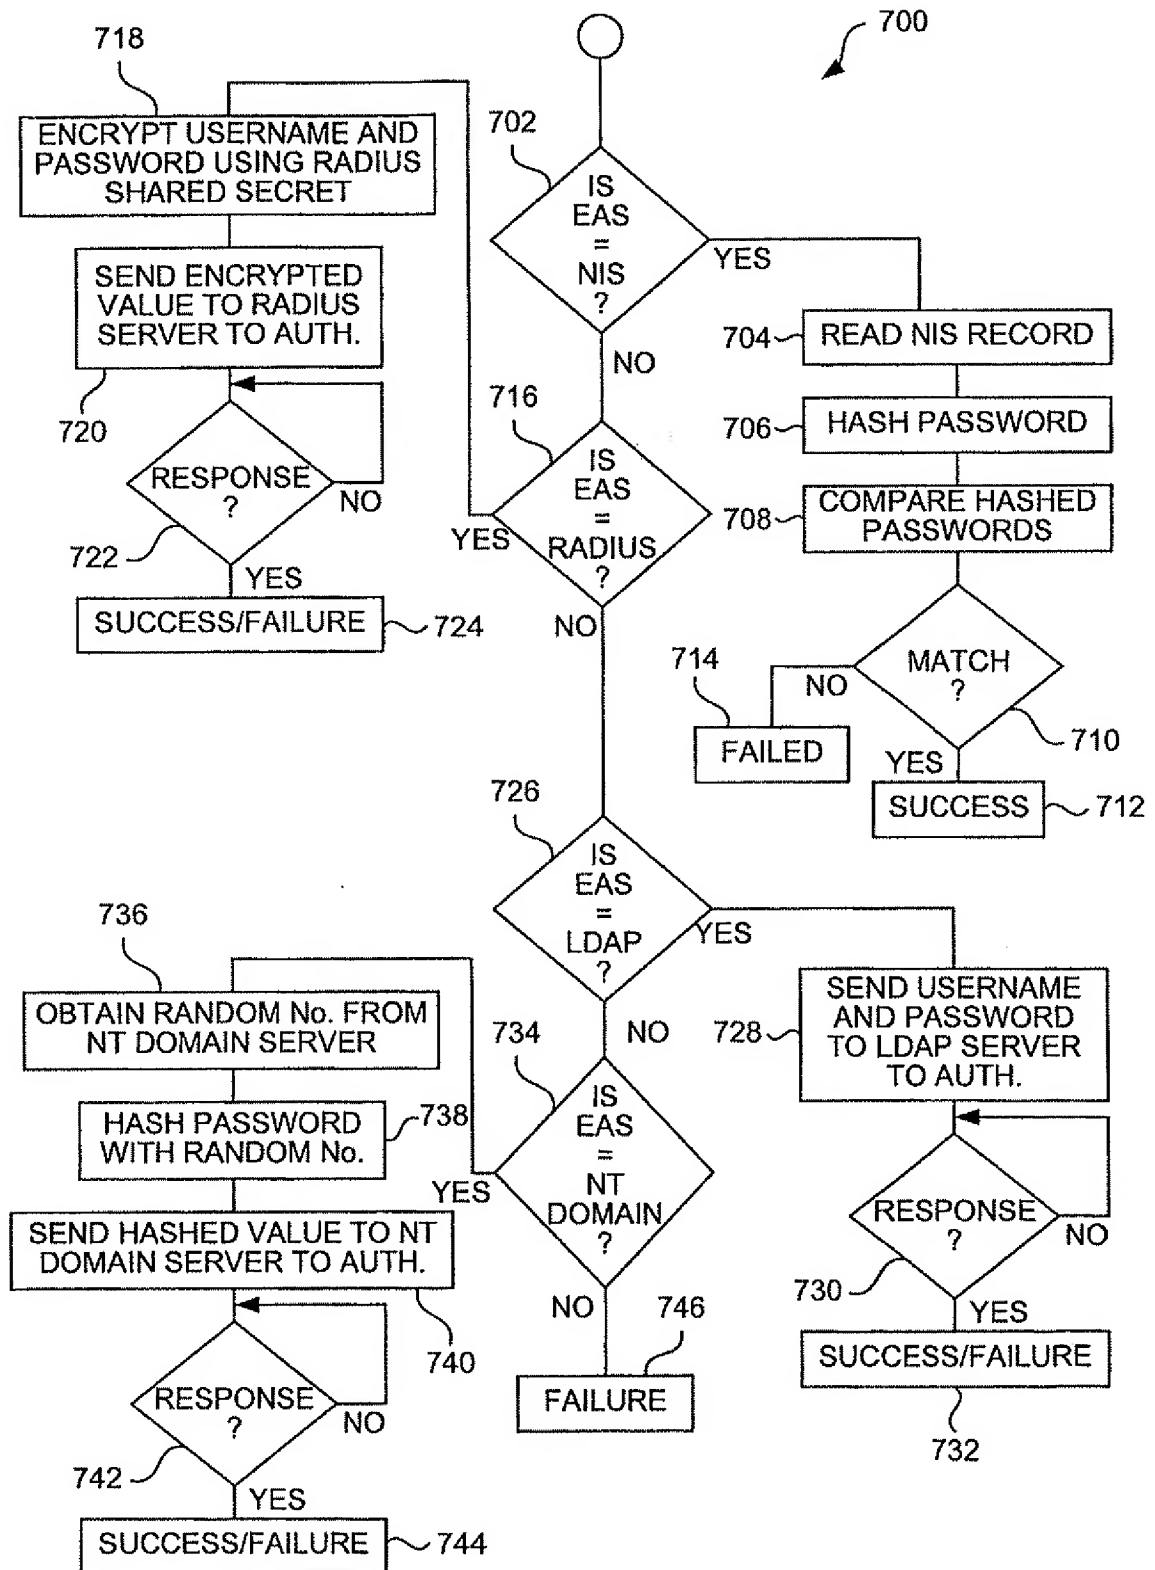 700
718
ENCRYPT USERNAME AND
PASSWORD USING RADIUS
SHARED SECRET
702
IS
EAS
=
NIS
?
YES
NO
SEND ENCRYPTED
VALUE TO RADIUS
SERVER TO AUTH.
720
704
READ NIS RECORD
706
HASH PASSWORD
708
COMPARE HASHED
PASSWORDS
716
IS
EAS
=
RADIUS
?
YES
NO
RESPONSE
?
NO
722
YES
SUCCESS/FAILURE
724
MATCH
?
NO
710
714
FAILED
YES
SUCCESS
712
726
IS
EAS
=
LDAP
?
YES
NO
736
OBTAIN RANDOM No. FROM
NT DOMAIN SERVER
728
SEND USERNAME
AND PASSWORD
TO LDAP SERVER
TO AUTH.
734
IS
EAS
=
NT
DOMAIN
?
YES
NO
HASH PASSWORD
WITH RANDOM No.
738
SEND HASHED VALUE TO NT
DOMAIN SERVER TO AUTH.
740
RESPONSE
?
NO
730
YES
SUCCESS/FAILURE
732
746
FAILURE
RESPONSE
?
NO
742
YES
SUCCESS/FAILURE
744